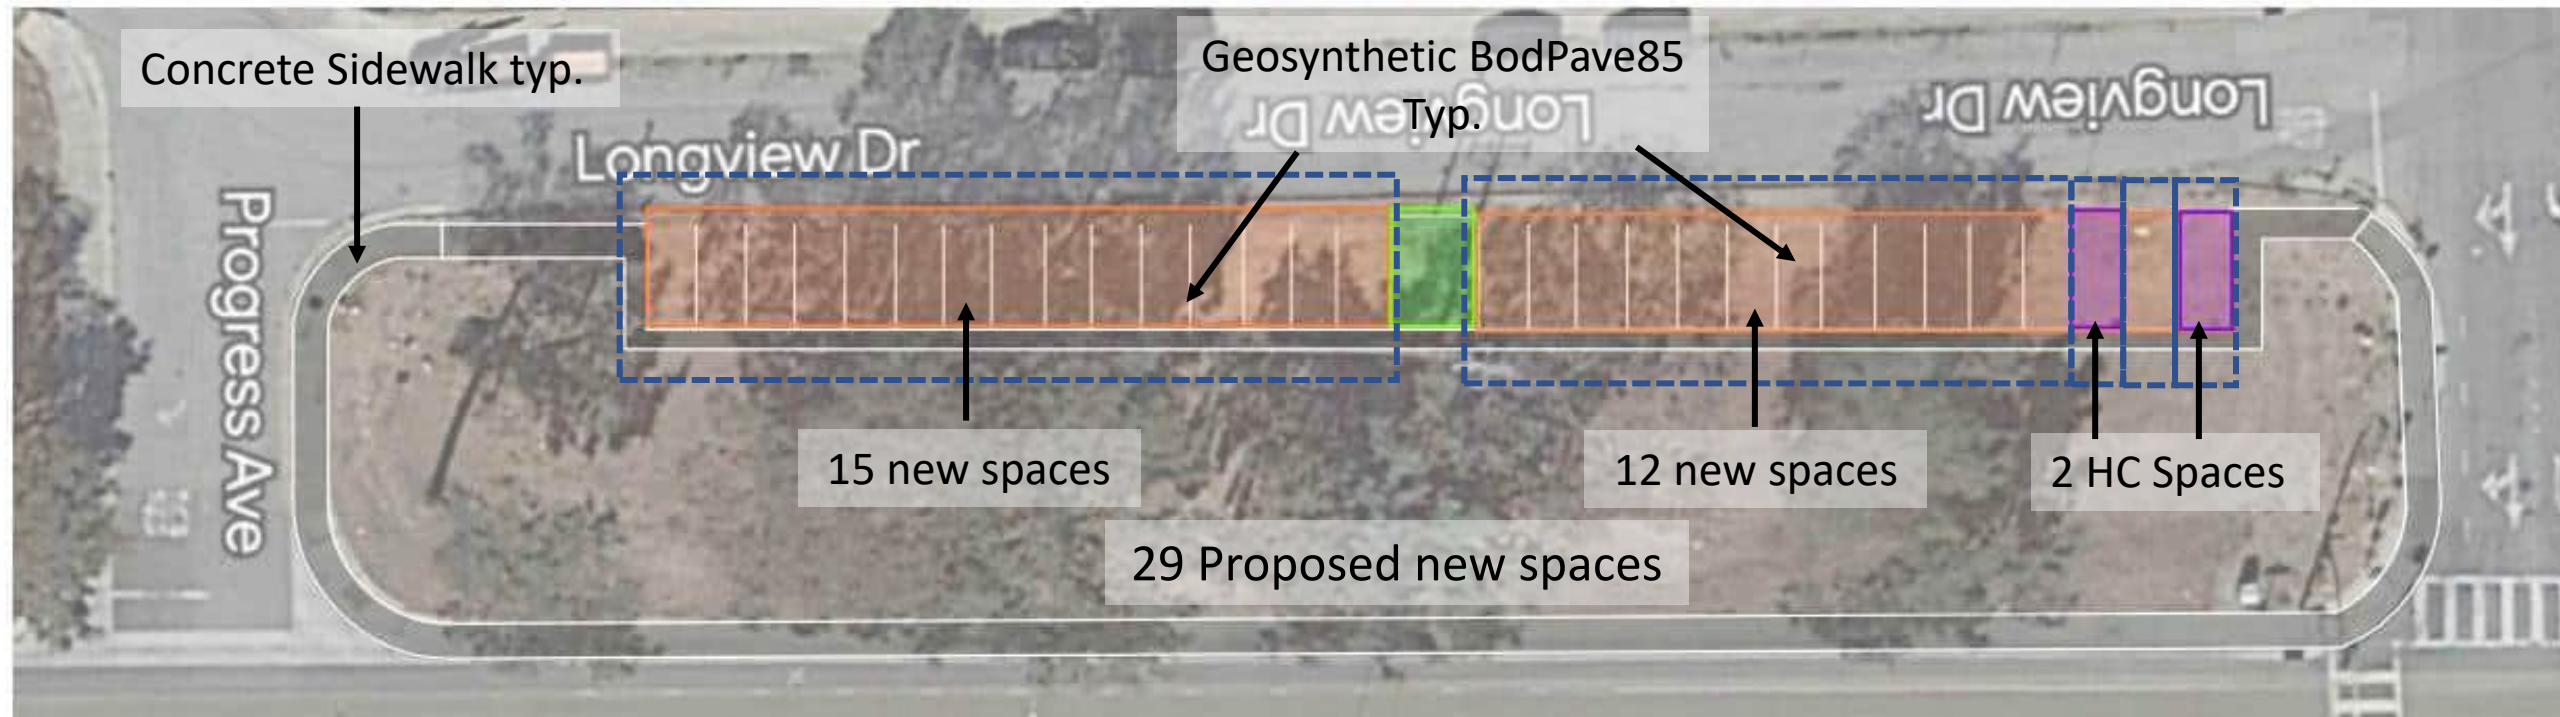 Concrete Sidewalk typ.
Geosynthetic BodPave85
Typ.
Longview Dr
Longview Dr
Longview Dr
Progress Ave
15 new spaces
12 new spaces
2 HC Spaces
29 Proposed new spaces